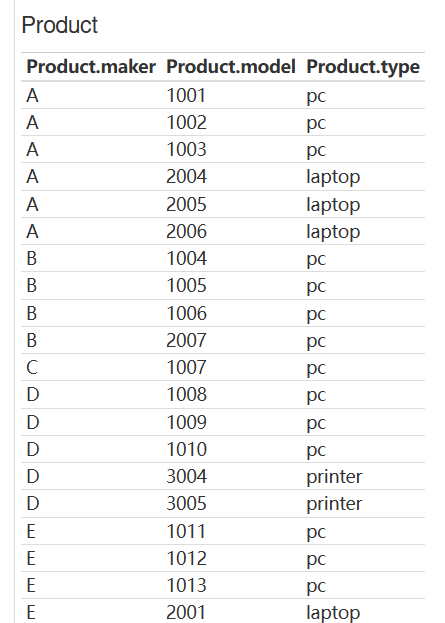 Product
Product.maker Product.model Product.type
A 1001 pc
A 1002 pc
A 1003 pc
A 2004 laptop
A 2005 laptop
A 2006 laptop
B 1004 pc
B 1005 pc
B 1006 pc
B 2007 pc
C 1007 pc
D 1008 pc
D 1009 pc
D 1010 pc
D 3004 printer
D 3005 printer
E 1011 pc
E 1012 pc
E 1013 pc
E 2001 laptop